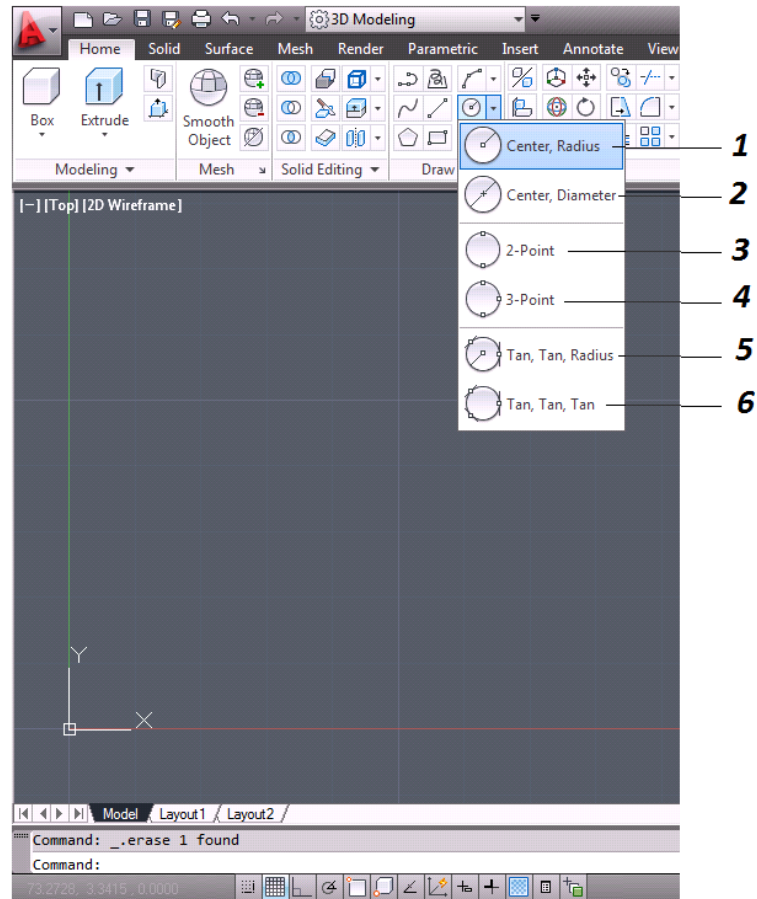 3D Modeling
Home Solid Surface Mesh Render Parametric Insert Annotate View
Box Extrude Smooth Object
Modeling Mesh Solid Editing Draw
Center, Radius 1
Center, Diameter 2
2-Point 3
3-Point 4
Tan, Tan, Radius 5
Tan, Tan, Tan 6
[–][Top][2D Wireframe]
Y
X
Model Layout1 Layout2
Command: _.erase 1 found
Command:
73.2728, 3.3415, 0.0000